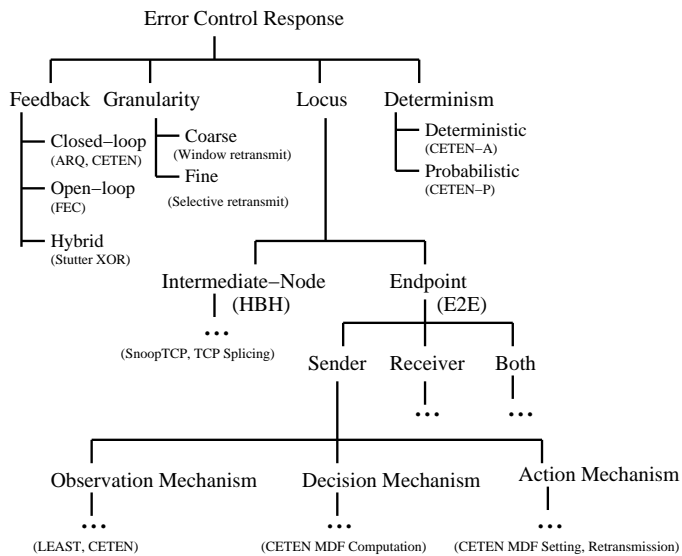 Error Control Response
Feedback Granularity Locus Determinism
Closed−loop
(ARQ, CETEN)
Open−loop
(FEC)
Hybrid
(Stutter XOR)
Coarse
(Window retransmit)
Fine
(Selective retransmit)
Deterministic
(CETEN−A)
Probabilistic
(CETEN−P)
Intermediate−Node
(HBH)
...
(SnoopTCP, TCP Splicing)
Endpoint
(E2E)
Sender Receiver Both
... ...
Observation Mechanism Decision Mechanism Action Mechanism
... ... ...
(LEAST, CETEN) (CETEN MDF Computation) (CETEN MDF Setting, Retransmission)